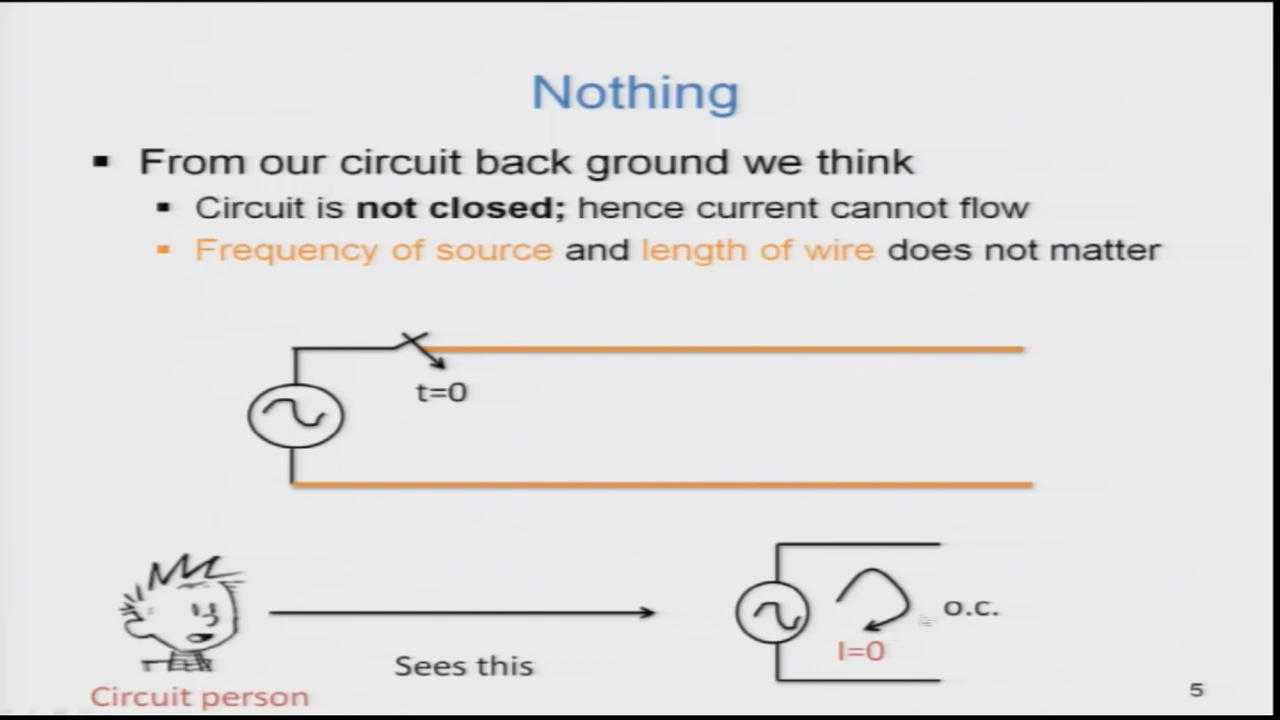 Nothing
From our circuit back ground we think
Circuit is not closed; hence current cannot flow
Frequency of source and length of wire does not matter
t=0
o.c.
I=0
Sees this
Circuit person
5